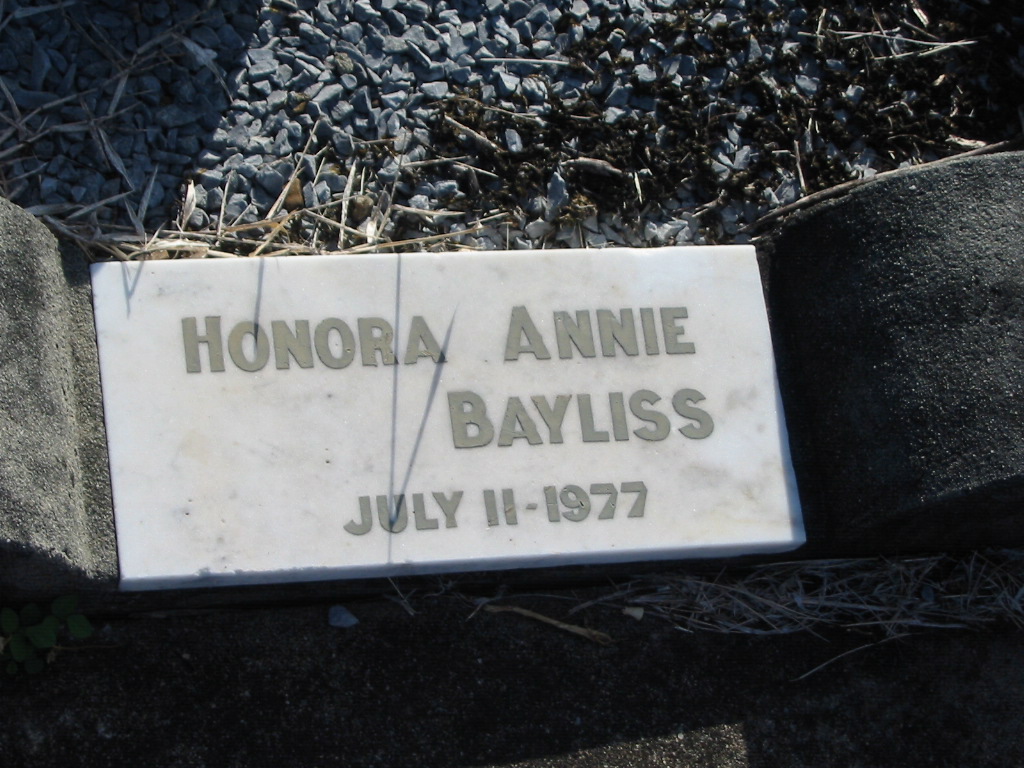 HONORA ANNIE
BAYLISS
JULY 11-1977